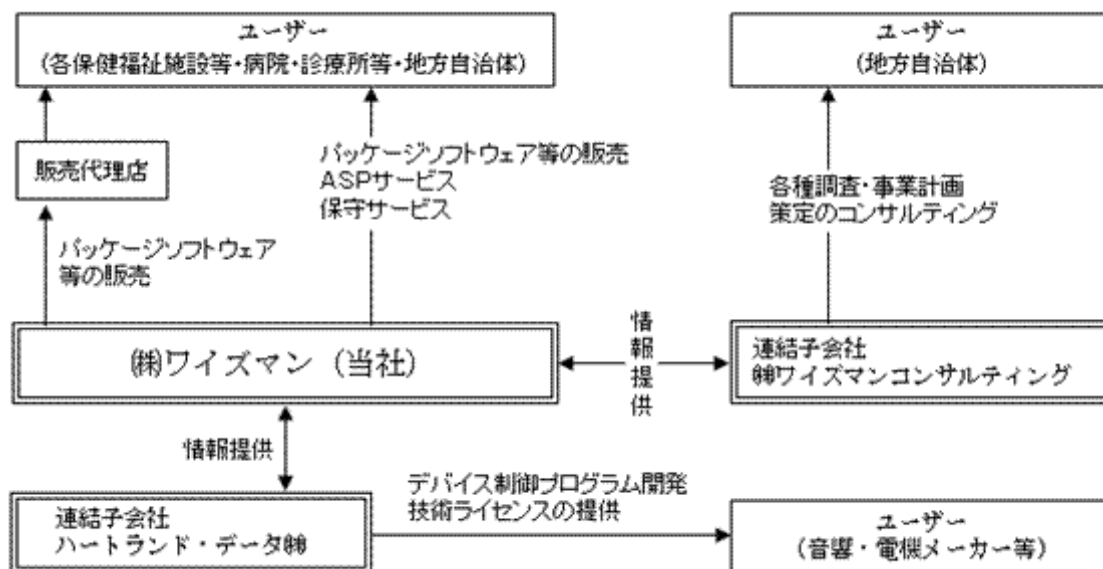 ユーザー
(各保健福祉施設等・病院・診療所等・地方自治体)
ユーザー
(地方自治体)
販売代理店
パッケージソフトウェア等の販売
ASPサービス
保守サービス
各種調査・事業計画
策定のコンサルティング
パッケージソフトウェア
等の販売
㈱ワイズマン(当社)
情報提供
連結子会社
㈱ワイズマンコンサルティング
情報提供
デバイス制御プログラム開発
技術ライセンスの提供
連結子会社
ハートランド・データ㈱
ユーザー
(音響・電機メーカー等)